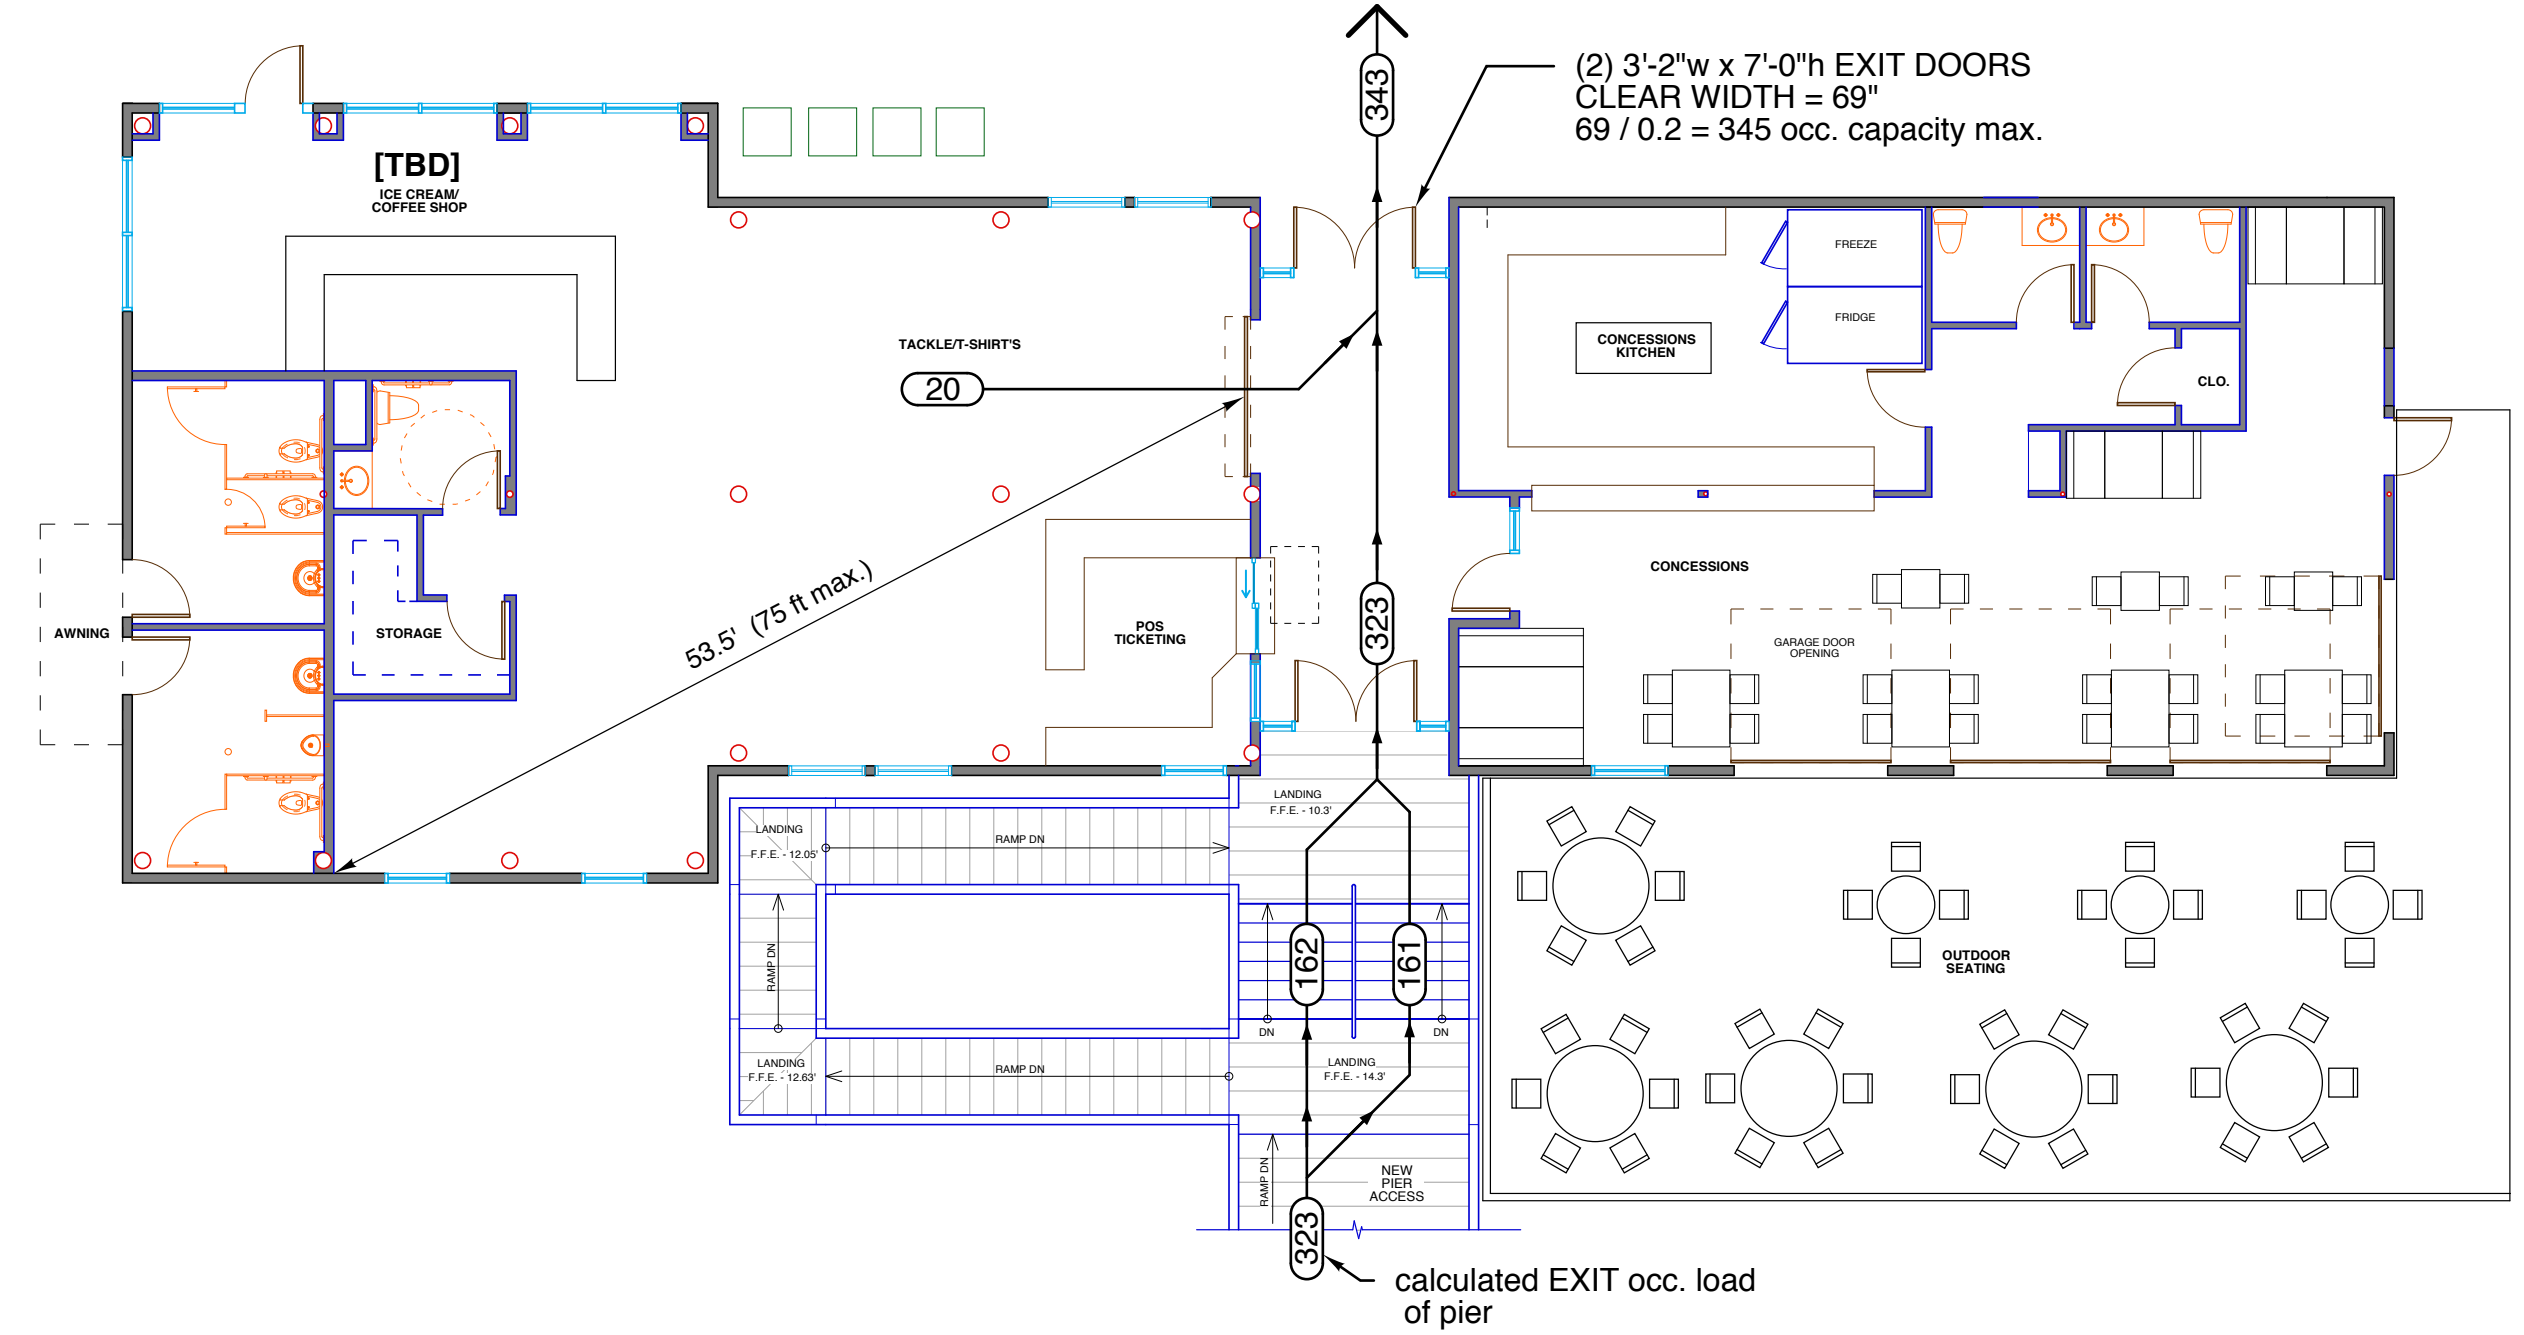 343
(2) 3'-2"w x 7'-0"h EXIT DOORS
CLEAR WIDTH = 69"
69 / 0.2 = 345 occ. capacity max.
[TBD]
ICE CREAM/
COFFEE SHOP
TACKLE/T-SHIRT'S
20
FREEZE
FRIDGE
CONCESSIONS
KITCHEN
CLO.
53.5' (75 ft max.)
323
CONCESSIONS
AWNING
STORAGE
POS
TICKETING
GARAGE DOOR
OPENING
LANDING
F.F.E. - 10.3'
LANDING
F.F.E. - 12.05'
RAMP DN
RAMP DN
162
161
DN
DN
OUTDOOR
SEATING
LANDING
F.F.E. - 12.63'
RAMP DN
LANDING
F.F.E. - 14.3'
RAMP DN
NEW
PIER
ACCESS
323
calculated EXIT occ. load
of pier